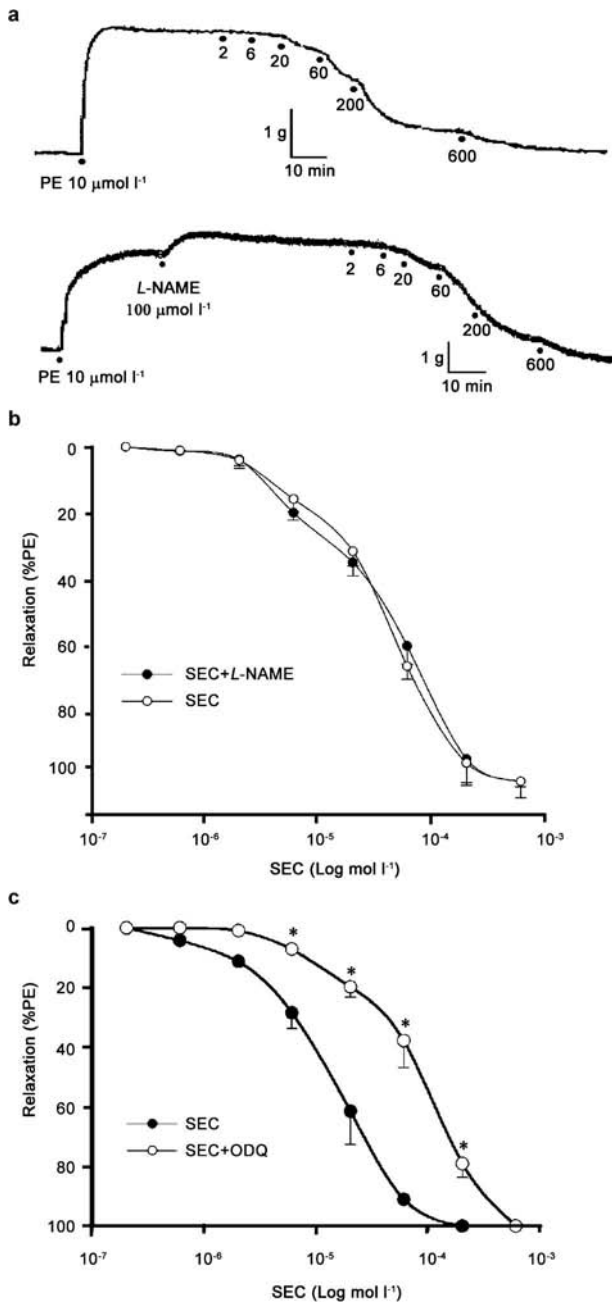 a
2 6 20 60 200 600
1 g
10 min
PE 10 µmol l⁻¹
L-NAME
100 µmol l⁻¹
2 6 20 60 200 600
1 g
10 min
PE 10 µmol l⁻¹
b
0
20
40
60
80
100
Relaxation (%PE)
SEC+L-NAME
SEC
10⁻⁷ 10⁻⁶ 10⁻⁵ 10⁻⁴ 10⁻³
SEC (Log mol l⁻¹)
c
0
20
40
60
80
100
Relaxation (%PE)
* * * *
SEC
SEC+ODQ
10⁻⁷ 10⁻⁶ 10⁻⁵ 10⁻⁴ 10⁻³
SEC (Log mol l⁻¹)